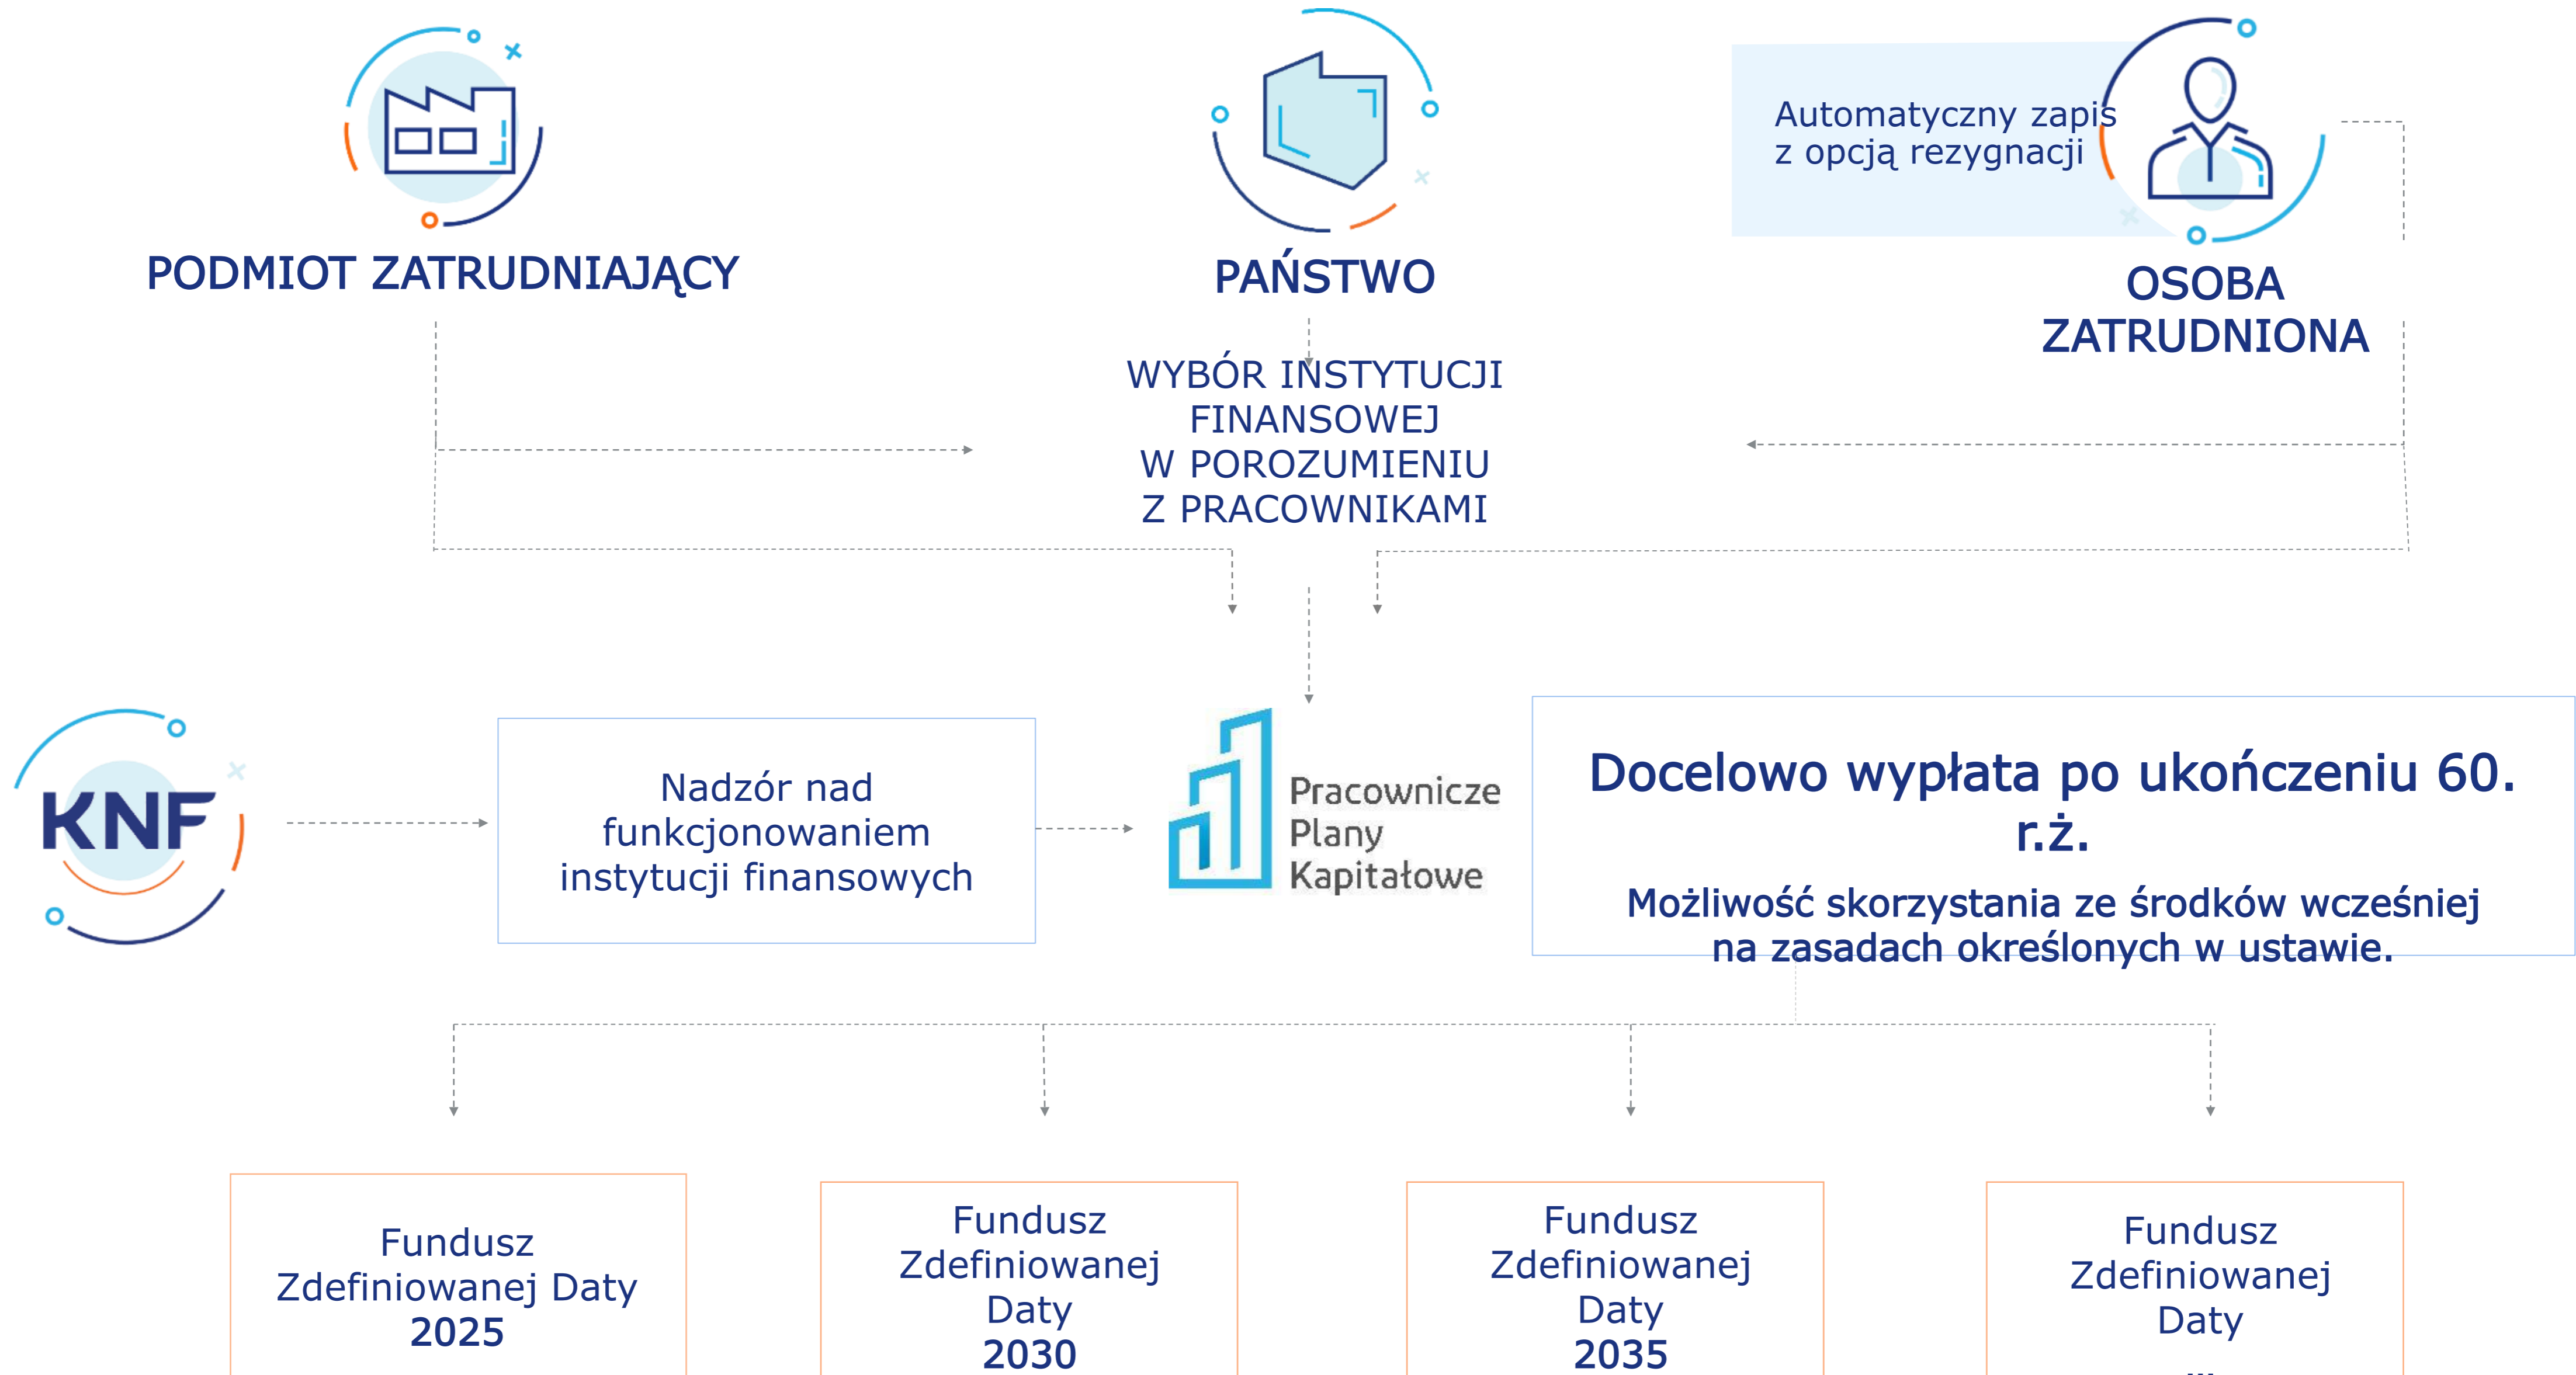 Automatyczny zapis
z opcją rezygnacji
PODMIOT ZATRUDNIAJĄCY
PAŃSTWO
OSOBA
ZATRUDNIONA
WYBÓR INSTYTUCJI
FINANSOWEJ
W POROZUMIENIU
Z PRACOWNIKAMI
KNF
Nadzór nad
funkcjonowaniem
instytucji finansowych
Pracownicze
Plany
Kapitałowe
Docelowo wypłata po ukończeniu 60.
r.ż.
Możliwość skorzystania ze środków wcześniej
na zasadach określonych w ustawie.
Fundusz
Zdefiniowanej Daty
2025
Fundusz
Zdefiniowanej
Daty
2030
Fundusz
Zdefiniowanej
Daty
2035
Fundusz
Zdefiniowanej
Daty
...